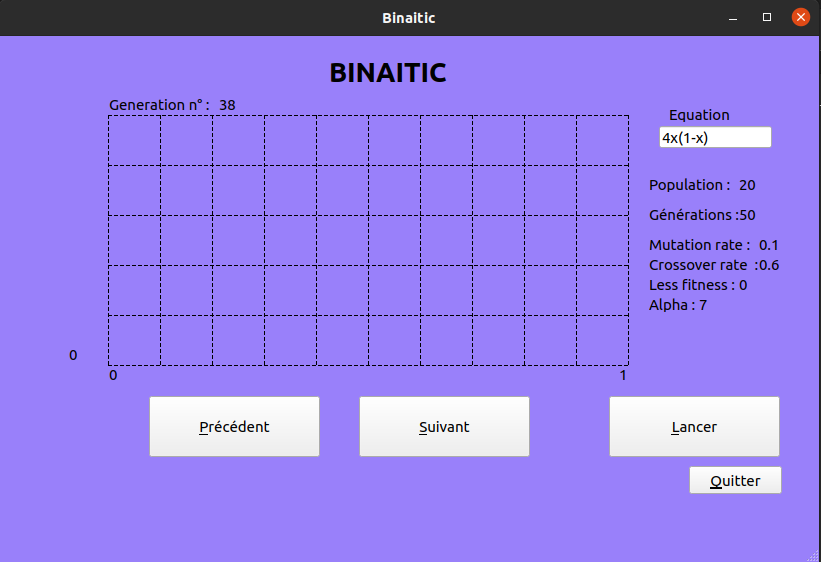 Binaitic
BINAITIC
Generation n° : 38
Equation
4x(1-x)
Population : 20
Générations :50
Mutation rate : 0.1
Crossover rate :0.6
Less fitness : 0
Alpha : 7
0
0 1
Précédent Suivant Lancer
Quitter